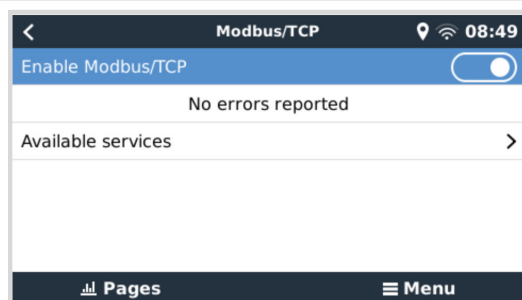 Modbus/TCP 08:49
Enable Modbus/TCP
No errors reported
Available services
Pages Menu